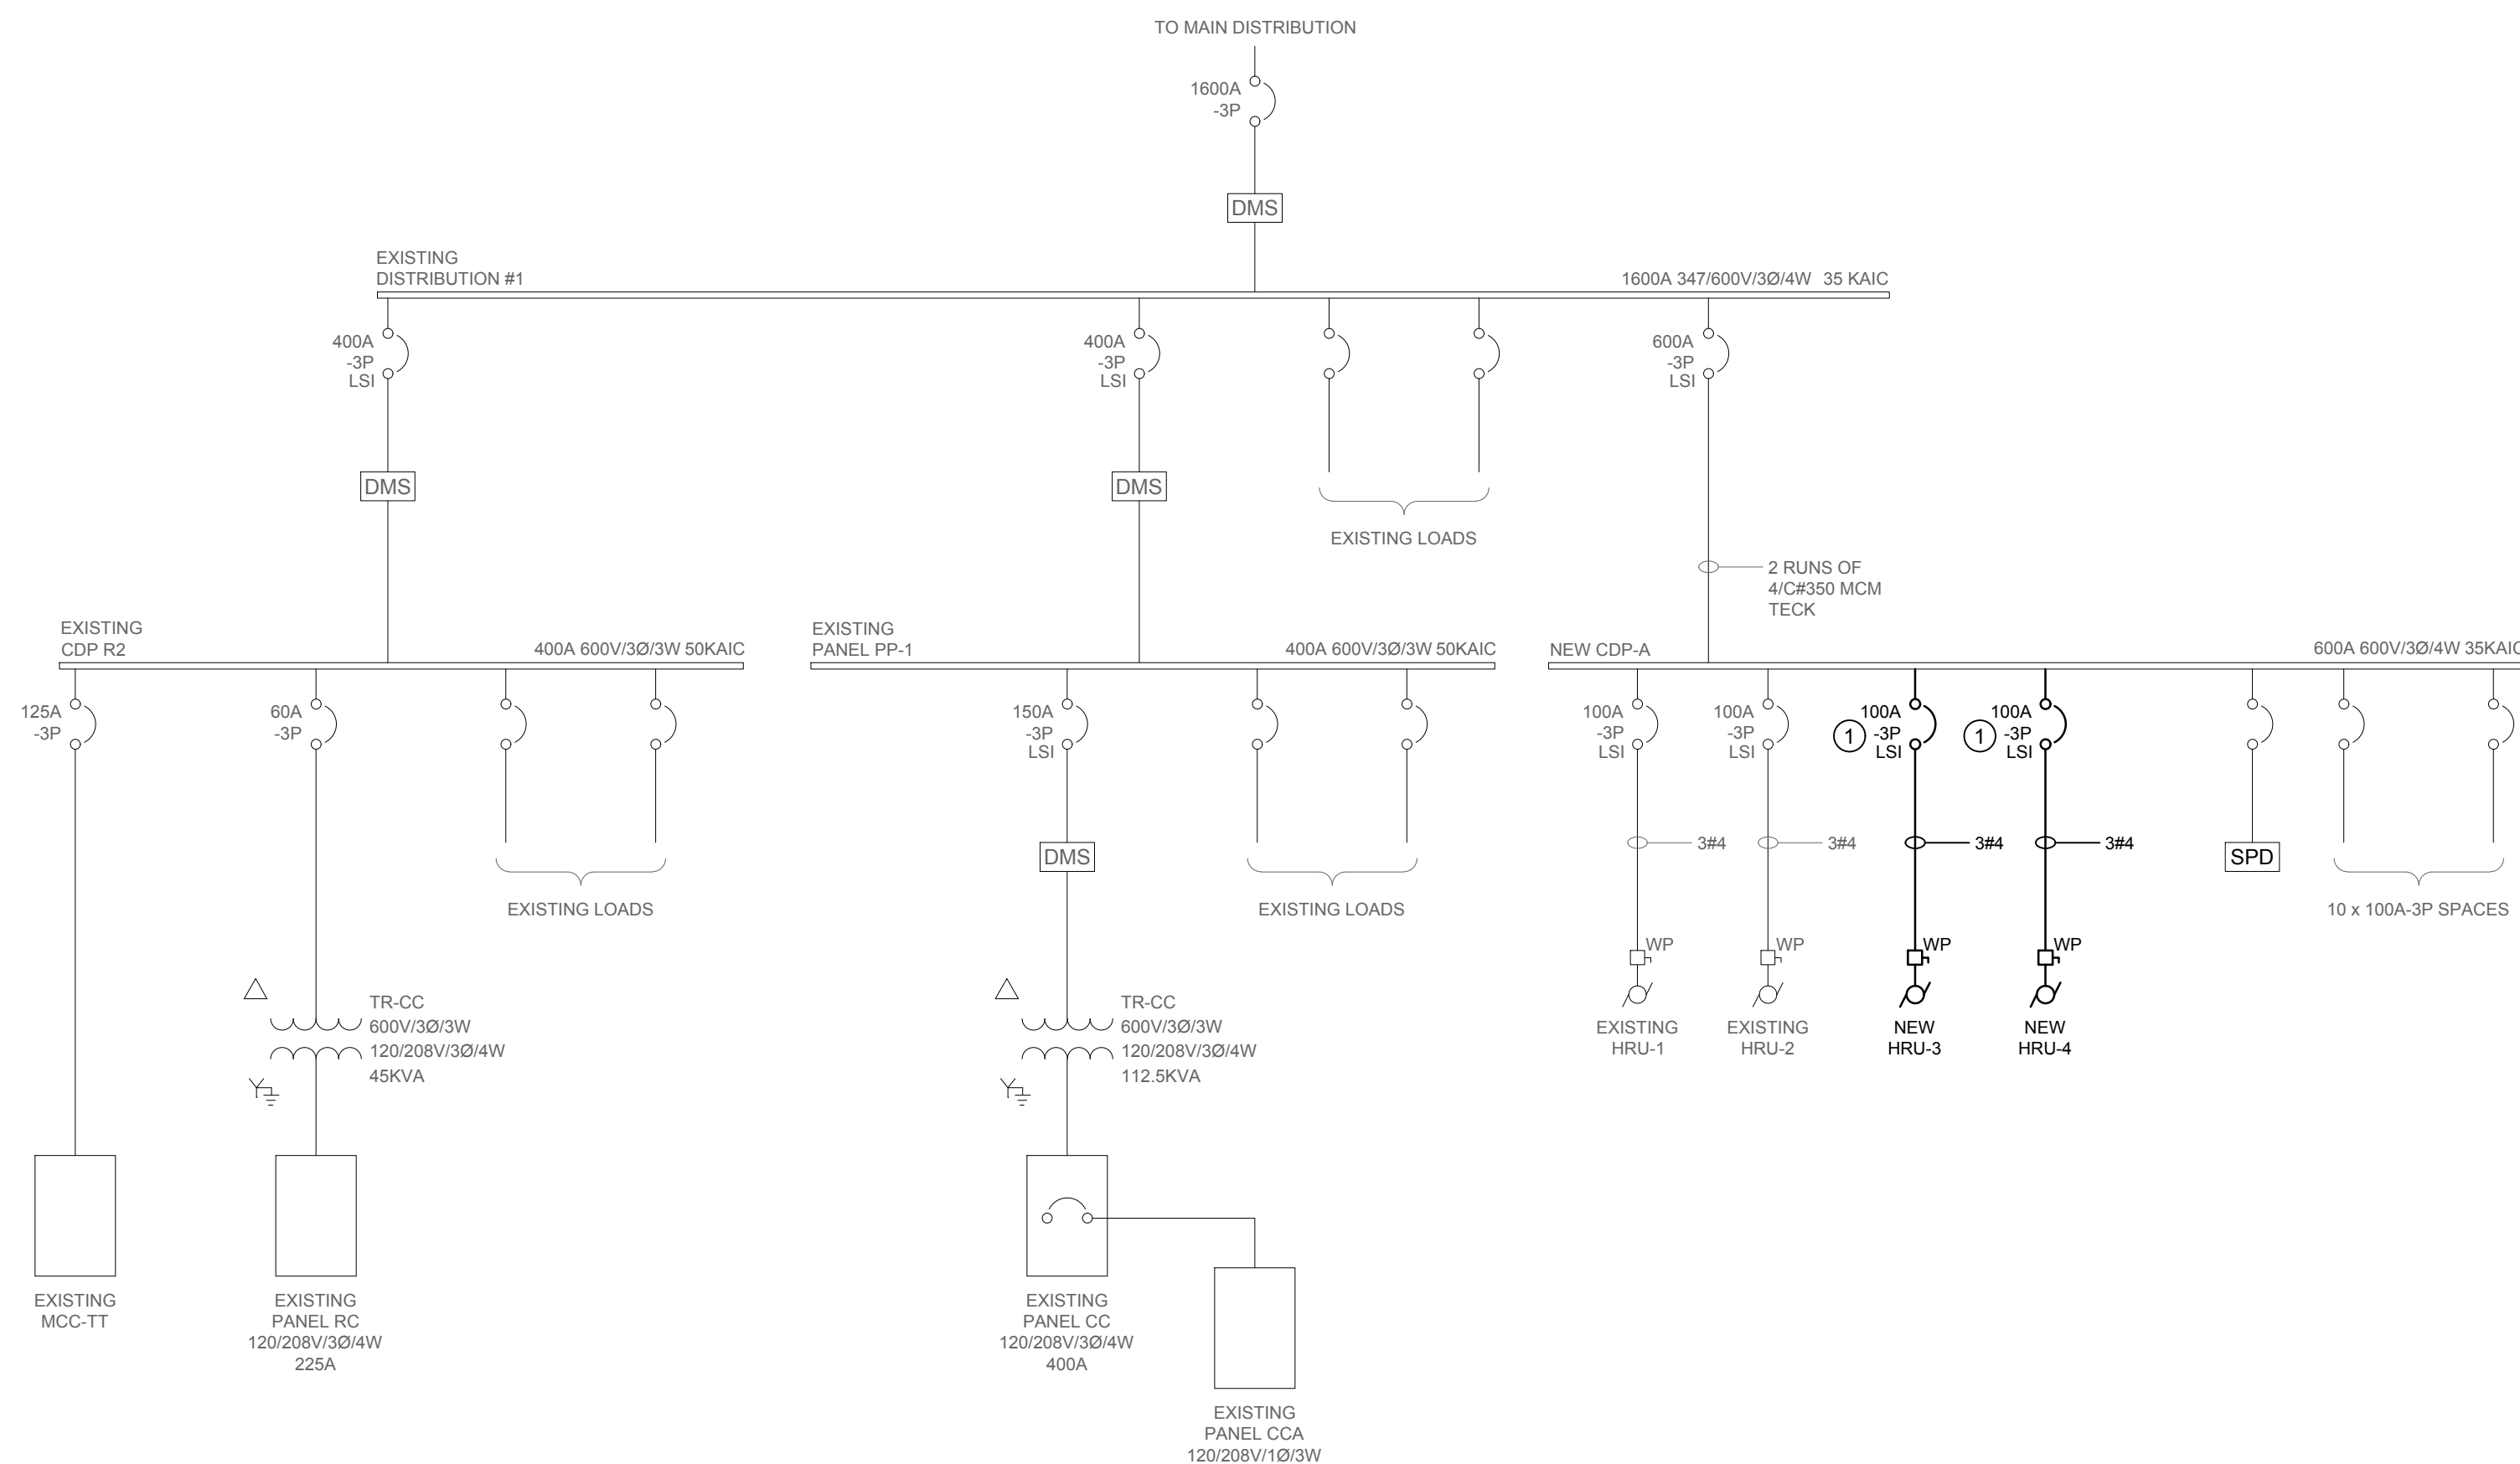 TO MAIN DISTRIBUTION
1600A
-3P
DMS
EXISTING
DISTRIBUTION #1
1600A 347/600V/3Ø/4W 35 KAIC
400A
-3P
LSI
400A
-3P
LSI
600A
-3P
LSI
DMS
DMS
EXISTING LOADS
2 RUNS OF
4/C#350 MCM
TECK
EXISTING
CDP R2
400A 600V/3Ø/3W 50KAIC
EXISTING
PANEL PP-1
400A 600V/3Ø/3W 50KAIC
NEW CDP-A
600A 600V/3Ø/4W 35KAIC
125A
-3P
60A
-3P
150A
-3P
LSI
100A
-3P
LSI
100A
-3P
LSI
1
100A
-3P
LSI
1
100A
-3P
LSI
3#4
3#4
3#4
3#4
DMS
SPD
EXISTING LOADS
EXISTING LOADS
10 x 100A-3P SPACES
WP
WP
WP
WP
TR-CC
600V/3Ø/3W
120/208V/3Ø/4W
45KVA
TR-CC
600V/3Ø/3W
120/208V/3Ø/4W
112.5KVA
EXISTING
HRU-1
EXISTING
HRU-2
NEW
HRU-3
NEW
HRU-4
EXISTING
MCC-TT
EXISTING
PANEL RC
120/208V/3Ø/4W
225A
EXISTING
PANEL CC
120/208V/3Ø/4W
400A
EXISTING
PANEL CCA
120/208V/1Ø/3W